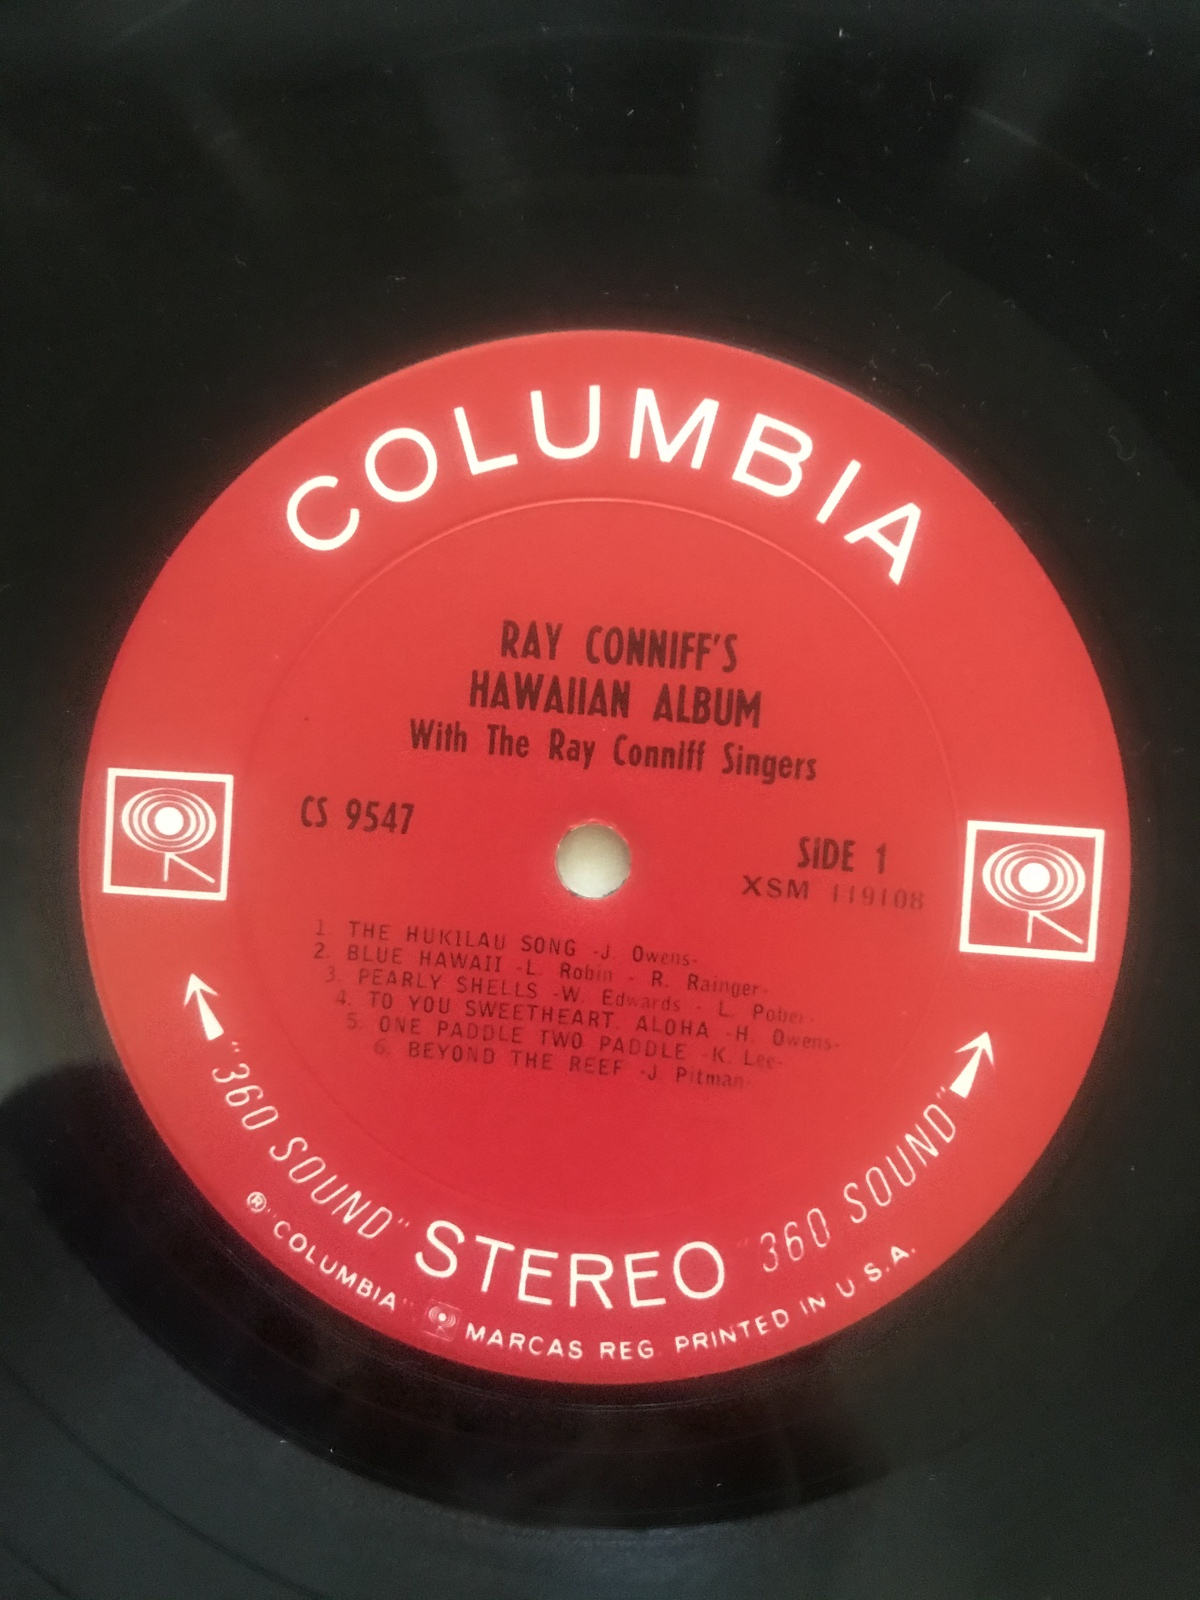 COLUMBIA
RAY CONNIFF'S
HAWAIIAN ALBUM
With The Ray Conniff Singers
CS 9547
SIDE 1
XSM 119108
1. THE HUKILAU SONG -J. Owens-
2. BLUE HAWAII -L. Robin - R. Rainger-
3. PEARLY SHELLS -W. Edwards - L. Pober-
4. TO YOU SWEETHEART, ALOHA -H. Owens-
5. ONE PADDLE TWO PADDLE -K. Lee-
6. BEYOND THE REEF -J. Pitman-
"360 SOUND" STEREO "360 SOUND"
® "COLUMBIA" MARCAS REG. PRINTED IN U.S.A.